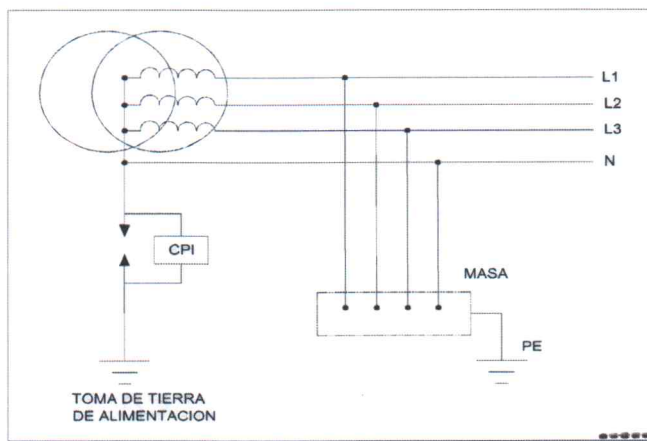 L1
L2
L3
N
CPI
MASA
PE
TOMA DE TIERRA
DE ALIMENTACION